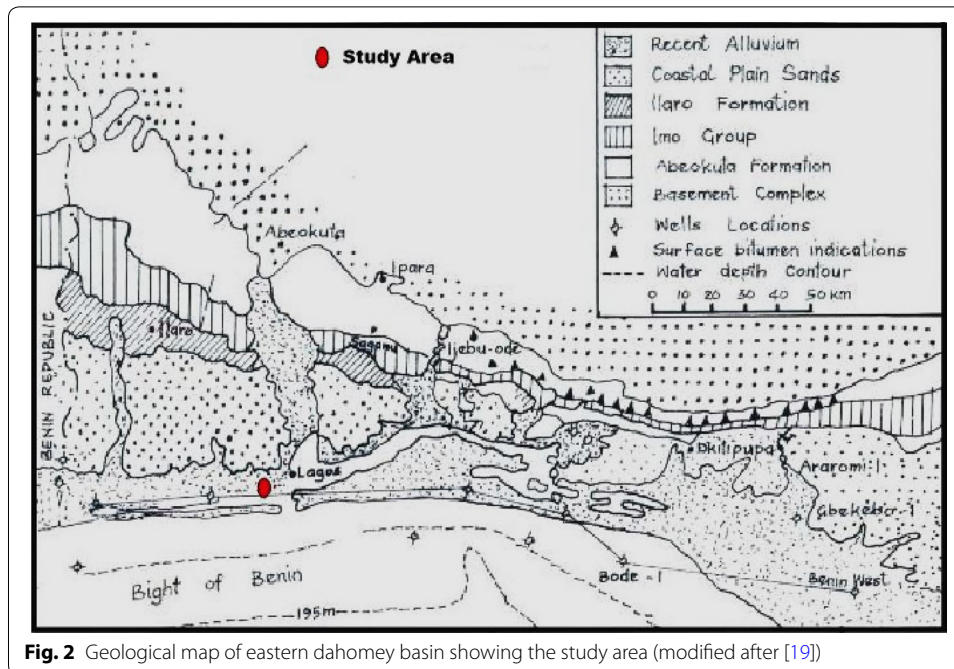 Study Area
Recent Alluvium
Coastal Plain Sands
Ilaro Formation
Imo Group
Abeokuta Formation
Basement Complex
Wells Locations
Surface bitumen indications
Water depth Contour
0 10 20 30 40 50 KM
Abeokuta
Ipara
BENIN REPUBLIC
Ilaro
Sagamu
Ijebu-ode
Lagos
Okitipupa
Araromi-1
Gbekebo-1
Bight of Benin
Bode-1
Benin West
195m
Fig. 2 Geological map of eastern dahomey basin showing the study area (modified after [19])